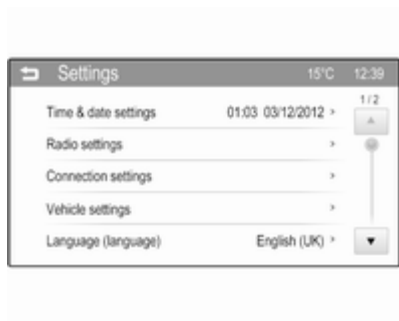 Settings 15°C 12:39
1/2
Time & date settings 01:03 03/12/2012 >
Radio settings >
Connection settings >
Vehicle settings >
Language (language) English (UK) >